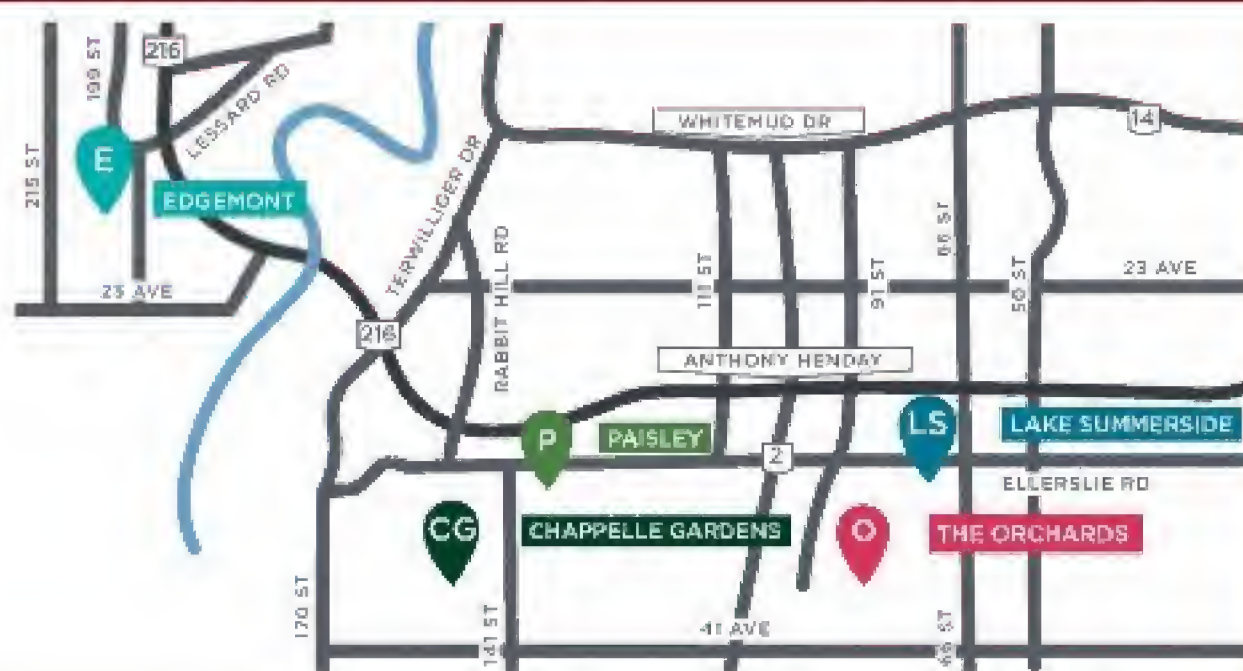 216
199 ST
LESSARD RD
215 ST
E
EDGEMONT
23 AVE
TERWILLIGER DR
WHITEMUD DR
14
RABBIT HILL RD
111 ST
91 ST
66 ST
50 ST
23 AVE
216
ANTHONY HENDAY
P
PAISLEY
LS
LAKE SUMMERSIDE
2
ELLERSLIE RD
CG
CHAPPELLE GARDENS
O
THE ORCHARDS
170 ST
141 ST
41 AVE
66 ST